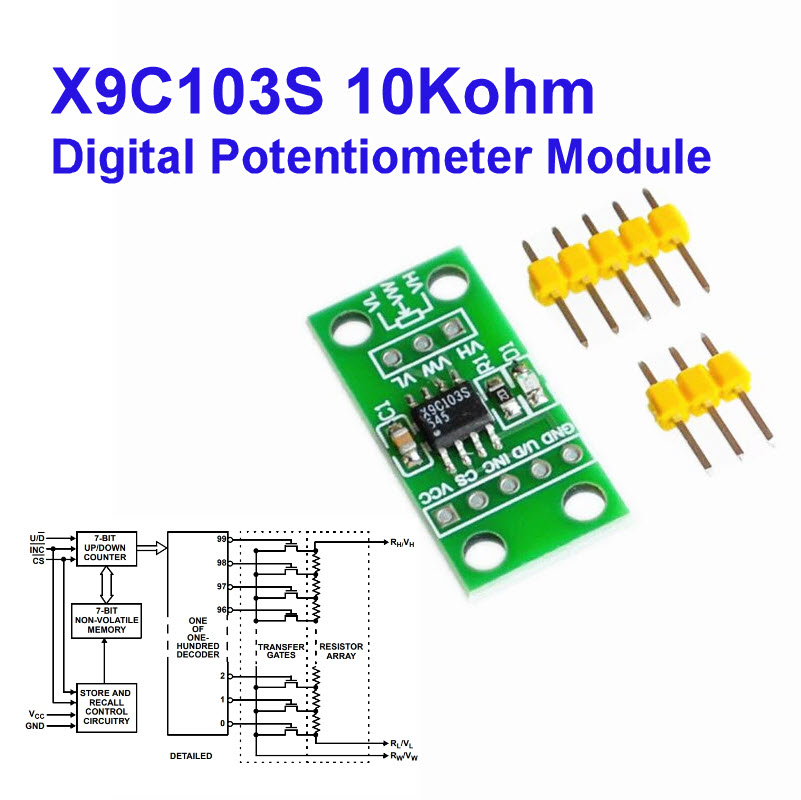 X9C103S 10Kohm
Digital Potentiometer Module
VH
VW
VL
VH VW VL
C1
R1
D1
X9C103S
S45
GND U/D INC CS VCC
U/D
INC
CS
7-BIT
UP/DOWN
COUNTER
7-BIT
NON-VOLATILE
MEMORY
STORE AND
RECALL
CONTROL
CIRCUITRY
VCC
GND
ONE
OF
ONE-
HUNDRED
DECODER
99
98
97
96
2
1
0
TRANSFER
GATES
RESISTOR
ARRAY
RH/VH
RL/VL
RW/VW
DETAILED